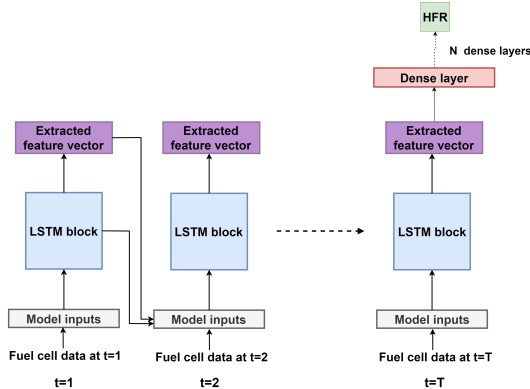 HFR
N dense layers
Dense layer
Extracted
feature vector
Extracted
feature vector
Extracted
feature vector
LSTM block
LSTM block
LSTM block
Model inputs
Model inputs
Model inputs
Fuel cell data at t=1
Fuel cell data at t=2
Fuel cell data at t=T
t=1
t=2
t=T